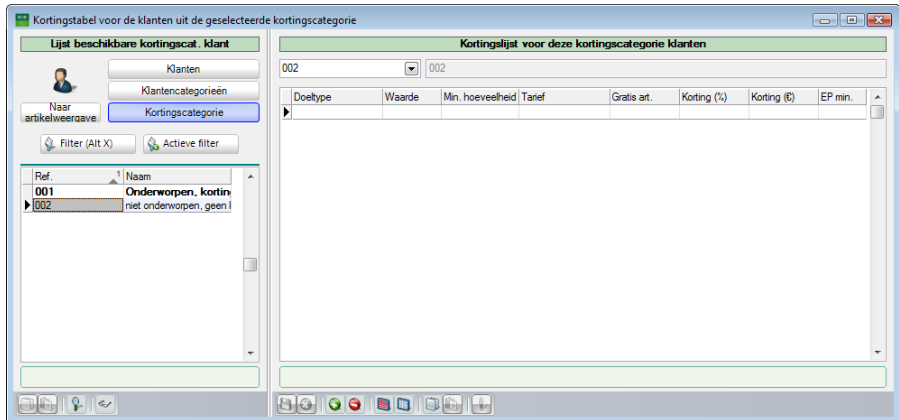 Kortingstabel voor de klanten uit de geselecteerde kortingscategorie
Lijst beschikbare kortingscat. klant
Klanten
Klantencategorieën
Naar artikelweergave
Kortingscategorie
Filter (Alt X)
Actieve filter
Ref. 1 Naam
001 Onderworpen, kortin
002 niet onderworpen, geen
Kortingslijst voor deze kortingscategorie klanten
002 002
Doeltype Waarde Min. hoeveelheid Tarief Gratis art. Korting (%) Korting (€) EP min.